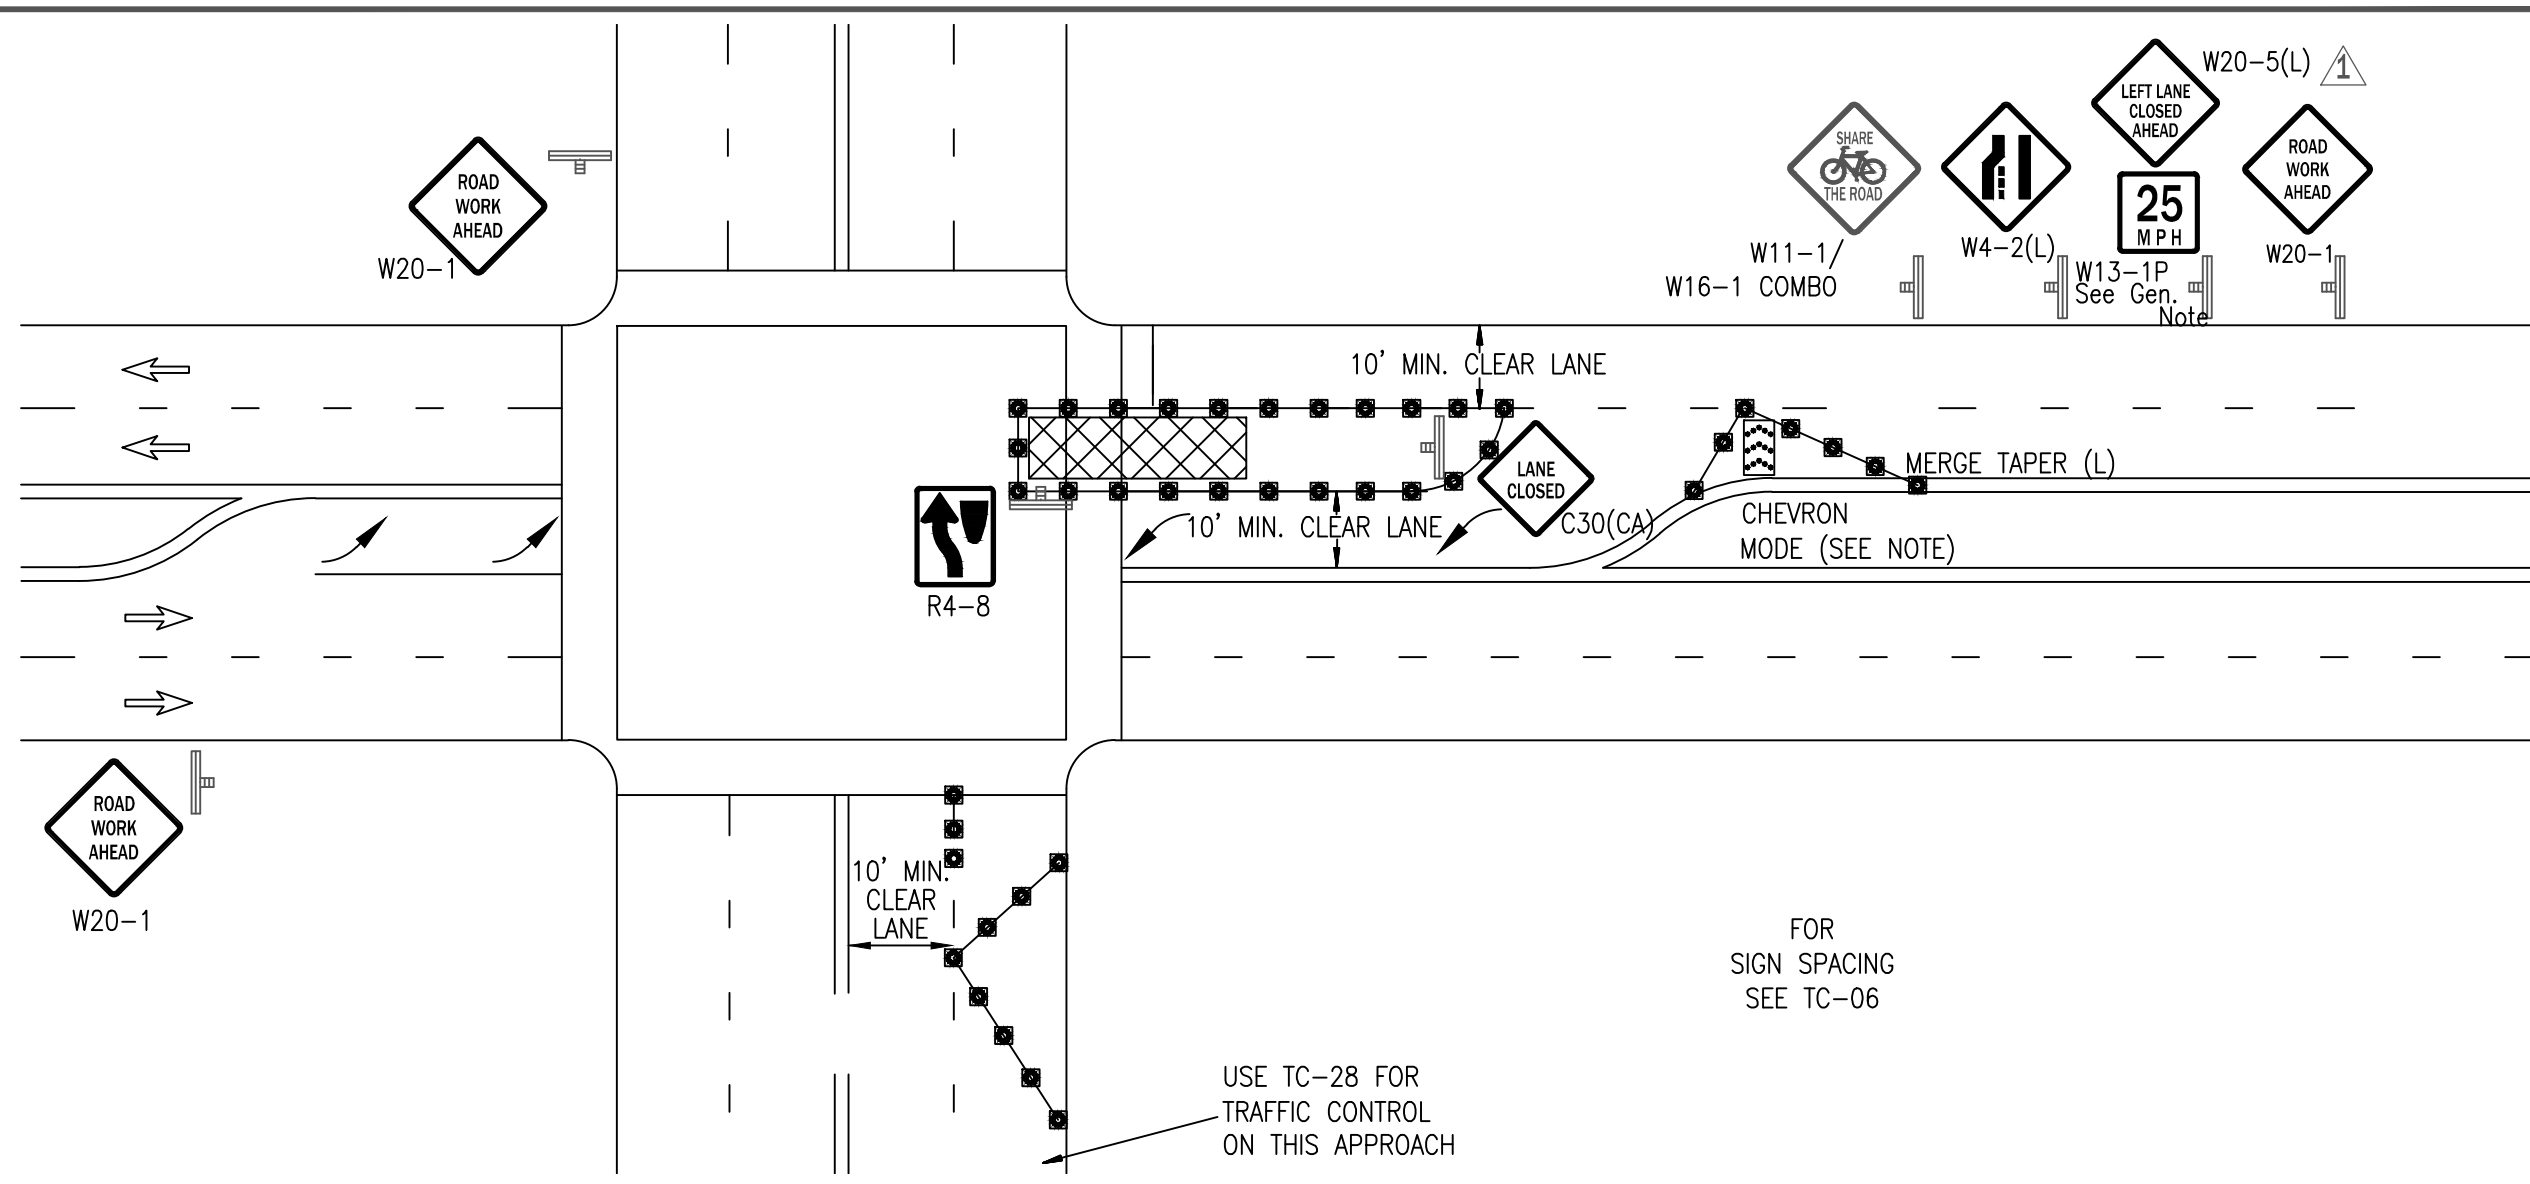 W20-5(L)
1
LEFT LANE
CLOSED
AHEAD
SHARE
THE ROAD
ROAD
WORK
AHEAD
25
MPH
W20-1
W4-2(L)
W11-1/
W16-1 COMBO
W13-1P
See Gen.
Note
ROAD
WORK
AHEAD
W20-1
10' MIN. CLEAR LANE
MERGE TAPER (L)
LANE
CLOSED
C30(CA)
10' MIN. CLEAR LANE
CHEVRON
MODE (SEE NOTE)
R4-8
ROAD
WORK
AHEAD
W20-1
10' MIN.
CLEAR
LANE
FOR
SIGN SPACING
SEE TC-06
USE TC-28 FOR
TRAFFIC CONTROL
ON THIS APPROACH